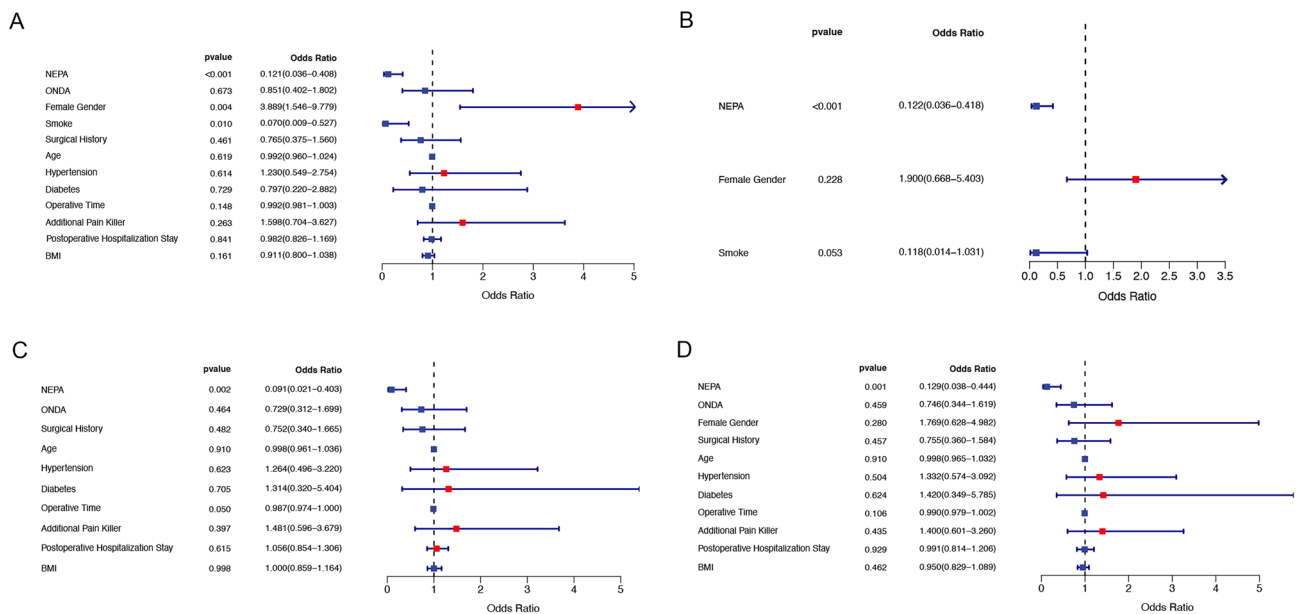 A
pvalue Odds Ratio
NEPA <0.001 0.121(0.036–0.408)
ONDA 0.673 0.851(0.402–1.802)
Female Gender 0.004 3.889(1.546–9.779)
Smoke 0.010 0.070(0.009–0.527)
Surgical History 0.461 0.765(0.375–1.560)
Age 0.619 0.992(0.960–1.024)
Hypertension 0.614 1.230(0.549–2.754)
Diabetes 0.729 0.797(0.220–2.882)
Operative Time 0.148 0.992(0.981–1.003)
Additional Pain Killer 0.263 1.598(0.704–3.627)
Postoperative Hospitalization Stay 0.841 0.982(0.826–1.169)
BMI 0.161 0.911(0.800–1.038)
0 1 2 3 4 5
Odds Ratio
B
pvalue Odds Ratio
NEPA <0.001 0.122(0.036–0.418)
Female Gender 0.228 1.900(0.668–5.403)
Smoke 0.053 0.118(0.014–1.031)
0.0 0.5 1.0 1.5 2.0 2.5 3.0 3.5
Odds Ratio
C
pvalue Odds Ratio
NEPA 0.002 0.091(0.021–0.403)
ONDA 0.464 0.729(0.312–1.699)
Surgical History 0.482 0.752(0.340–1.665)
Age 0.910 0.998(0.961–1.036)
Hypertension 0.623 1.264(0.496–3.220)
Diabetes 0.705 1.314(0.320–5.404)
Operative Time 0.050 0.987(0.974–1.000)
Additional Pain Killer 0.397 1.481(0.596–3.679)
Postoperative Hospitalization Stay 0.615 1.056(0.854–1.306)
BMI 0.998 1.000(0.859–1.164)
0 1 2 3 4 5
Odds Ratio
D
pvalue Odds Ratio
NEPA 0.001 0.129(0.038–0.444)
ONDA 0.459 0.746(0.344–1.619)
Female Gender 0.280 1.769(0.628–4.982)
Surgical History 0.457 0.755(0.360–1.584)
Age 0.910 0.998(0.965–1.032)
Hypertension 0.504 1.332(0.574–3.092)
Diabetes 0.624 1.420(0.349–5.785)
Operative Time 0.106 0.990(0.979–1.002)
Additional Pain Killer 0.435 1.400(0.601–3.260)
Postoperative Hospitalization Stay 0.929 0.991(0.814–1.206)
BMI 0.462 0.950(0.829–1.089)
0 1 2 3 4 5
Odds Ratio